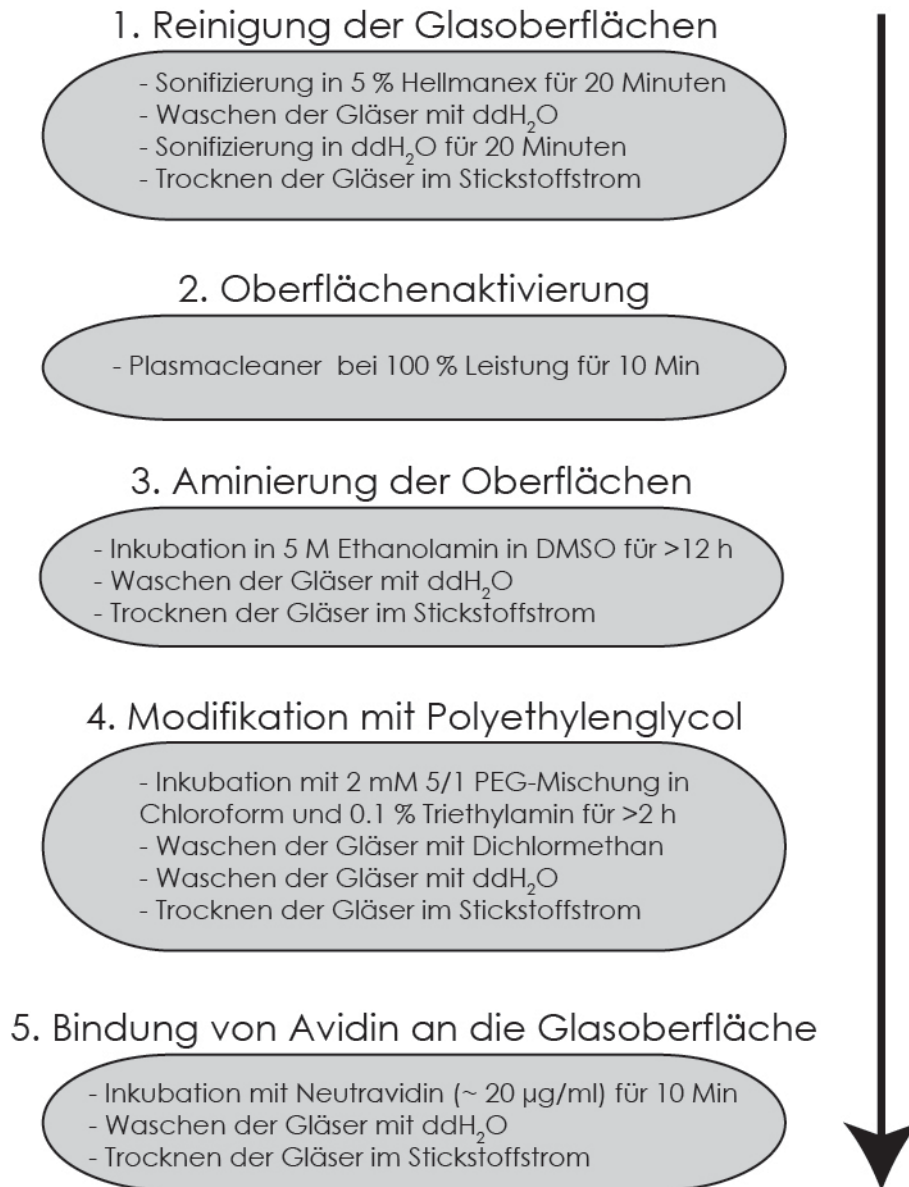 1. Reinigung der Glasoberflächen
- Sonifizierung in 5 % Hellmanex für 20 Minuten
- Waschen der Gläser mit ddH₂O
- Sonifizierung in ddH₂O für 20 Minuten
- Trocknen der Gläser im Stickstoffstrom
2. Oberflächenaktivierung
- Plasmacleaner bei 100 % Leistung für 10 Min
3. Aminierung der Oberflächen
- Inkubation in 5 M Ethanolamin in DMSO für >12 h
- Waschen der Gläser mit ddH₂O
- Trocknen der Gläser im Stickstoffstrom
4. Modifikation mit Polyethylenglycol
- Inkubation mit 2 mM 5/1 PEG-Mischung in
Chloroform und 0.1 % Triethylamin für >2 h
- Waschen der Gläser mit Dichlormethan
- Waschen der Gläser mit ddH₂O
- Trocknen der Gläser im Stickstoffstrom
5. Bindung von Avidin an die Glasoberfläche
- Inkubation mit Neutravidin (~ 20 µg/ml) für 10 Min
- Waschen der Gläser mit ddH₂O
- Trocknen der Gläser im Stickstoffstrom